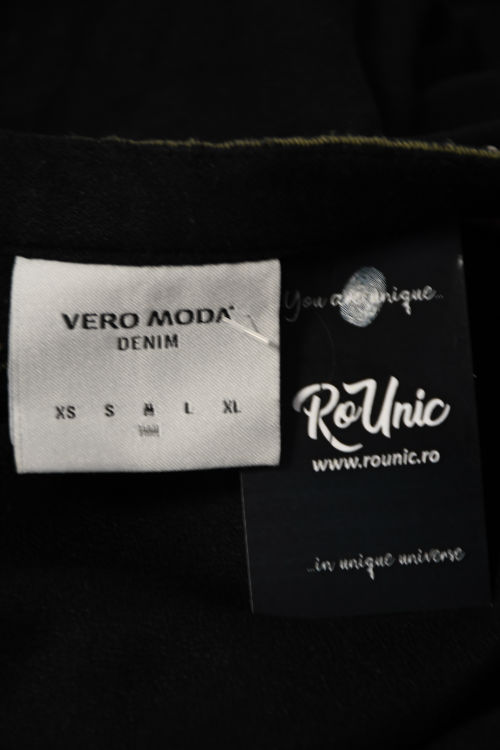 VERO MODA
DENIM
XS S M L XL
You are unique...
RoUnic
www.rounic.ro
...in unique universe